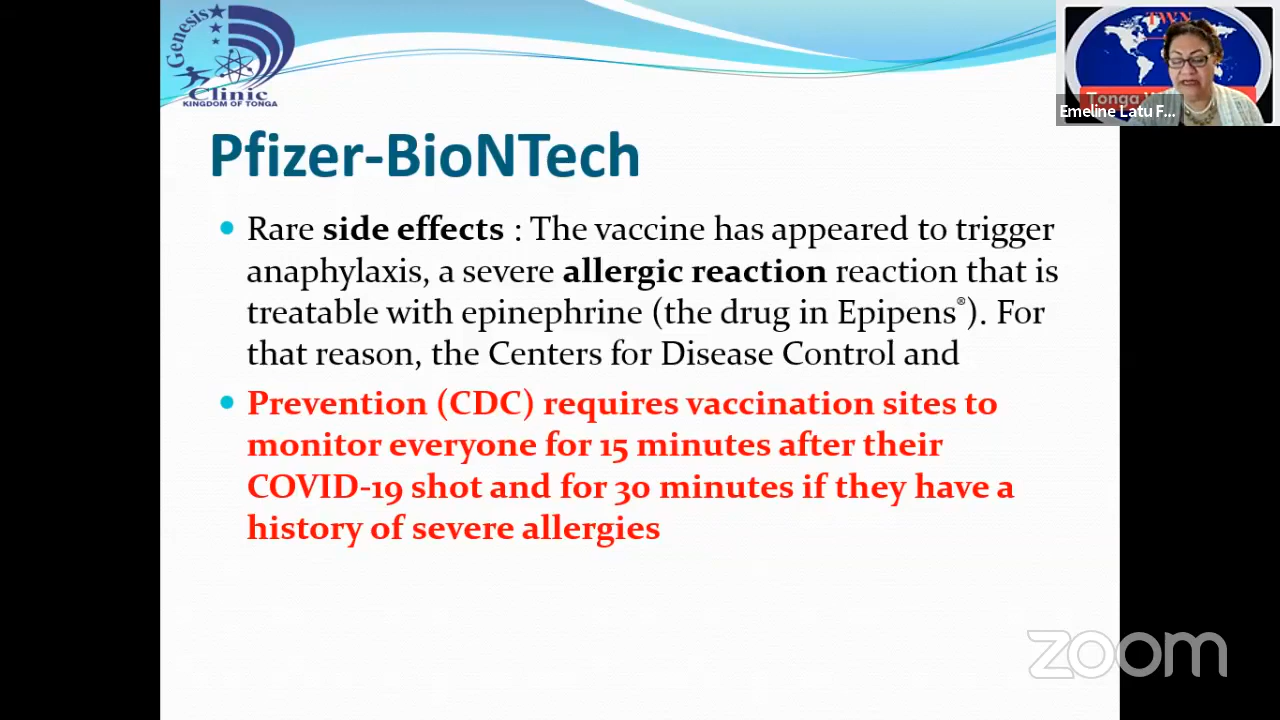 Genesis
Clinic
KINGDOM OF TONGA
TWN
Tonga
Emeline Latu F...
Pfizer-BioNTech
• Rare side effects : The vaccine has appeared to trigger
anaphylaxis, a severe allergic reaction reaction that is
treatable with epinephrine (the drug in Epipens®). For
that reason, the Centers for Disease Control and
• Prevention (CDC) requires vaccination sites to
monitor everyone for 15 minutes after their
COVID-19 shot and for 30 minutes if they have a
history of severe allergies
zoom